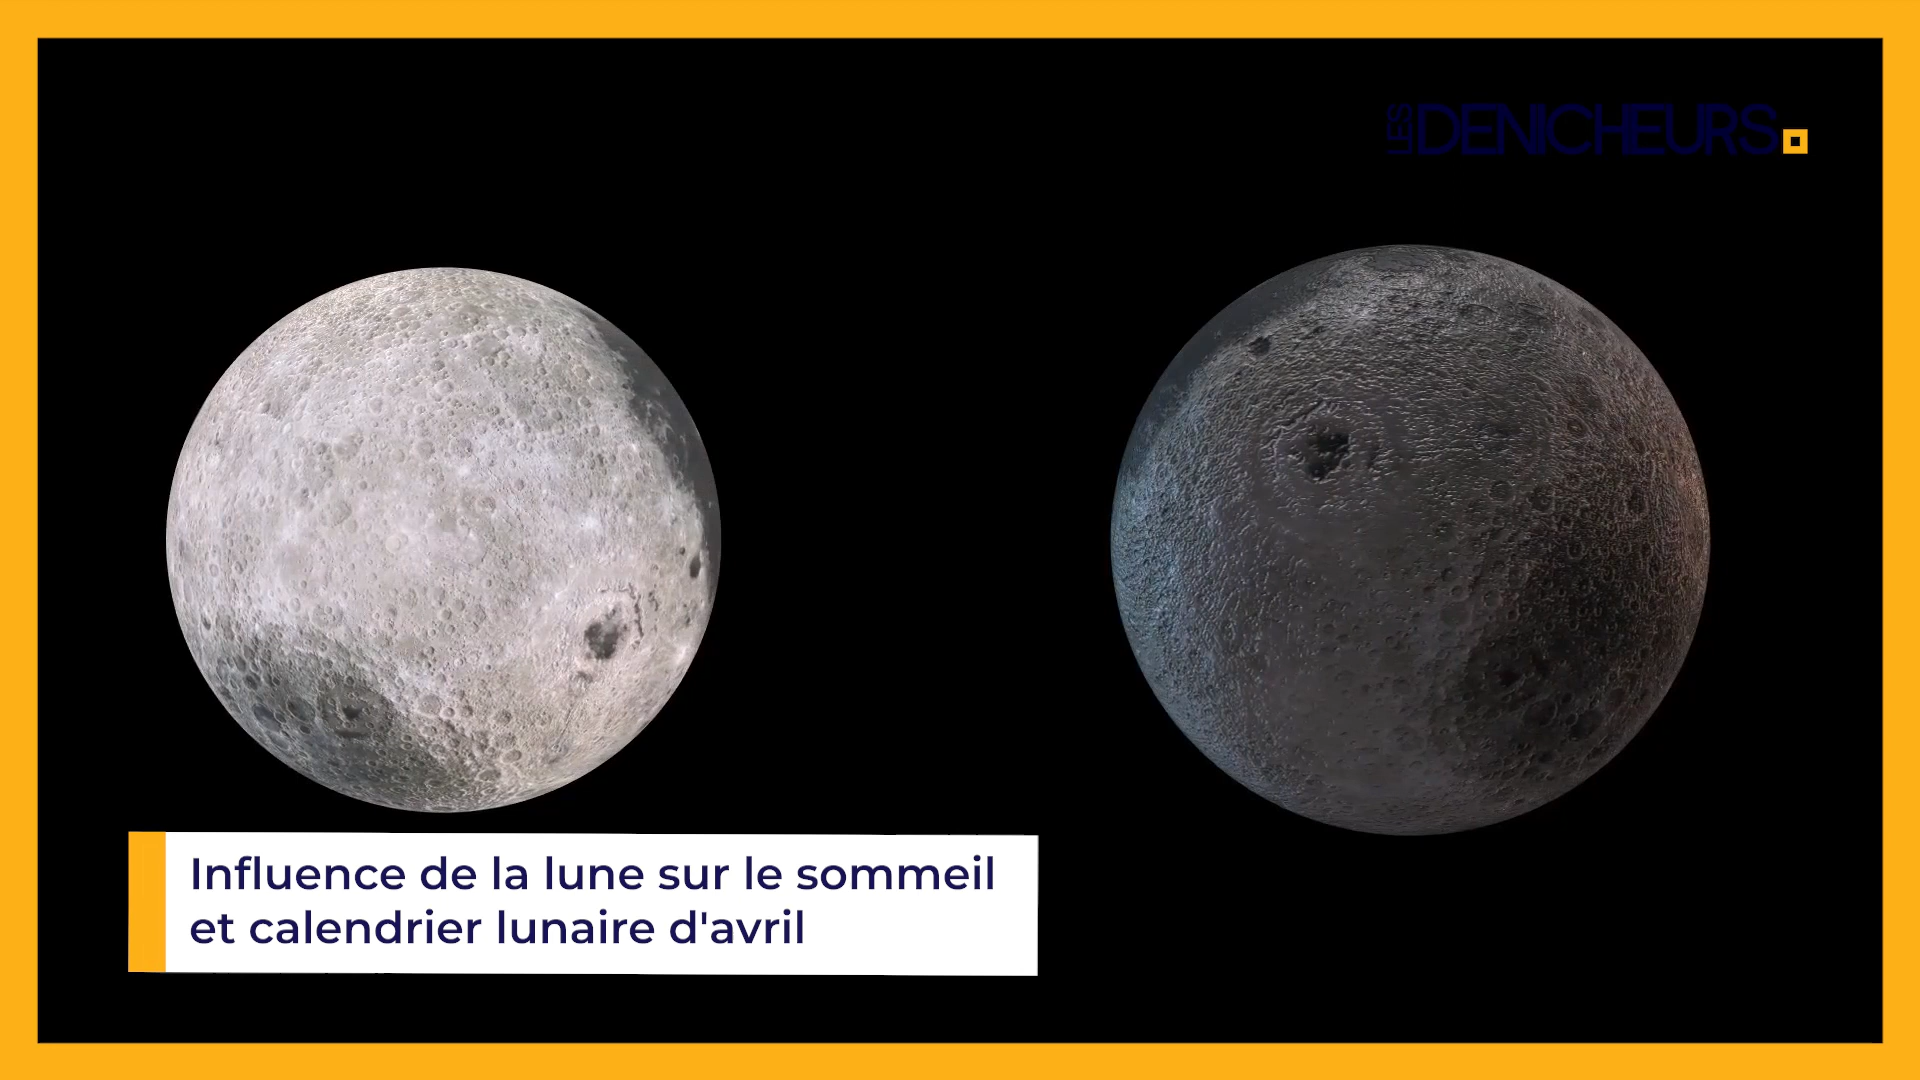 LES DENICHEURS
Influence de la lune sur le sommeil
et calendrier lunaire d'avril